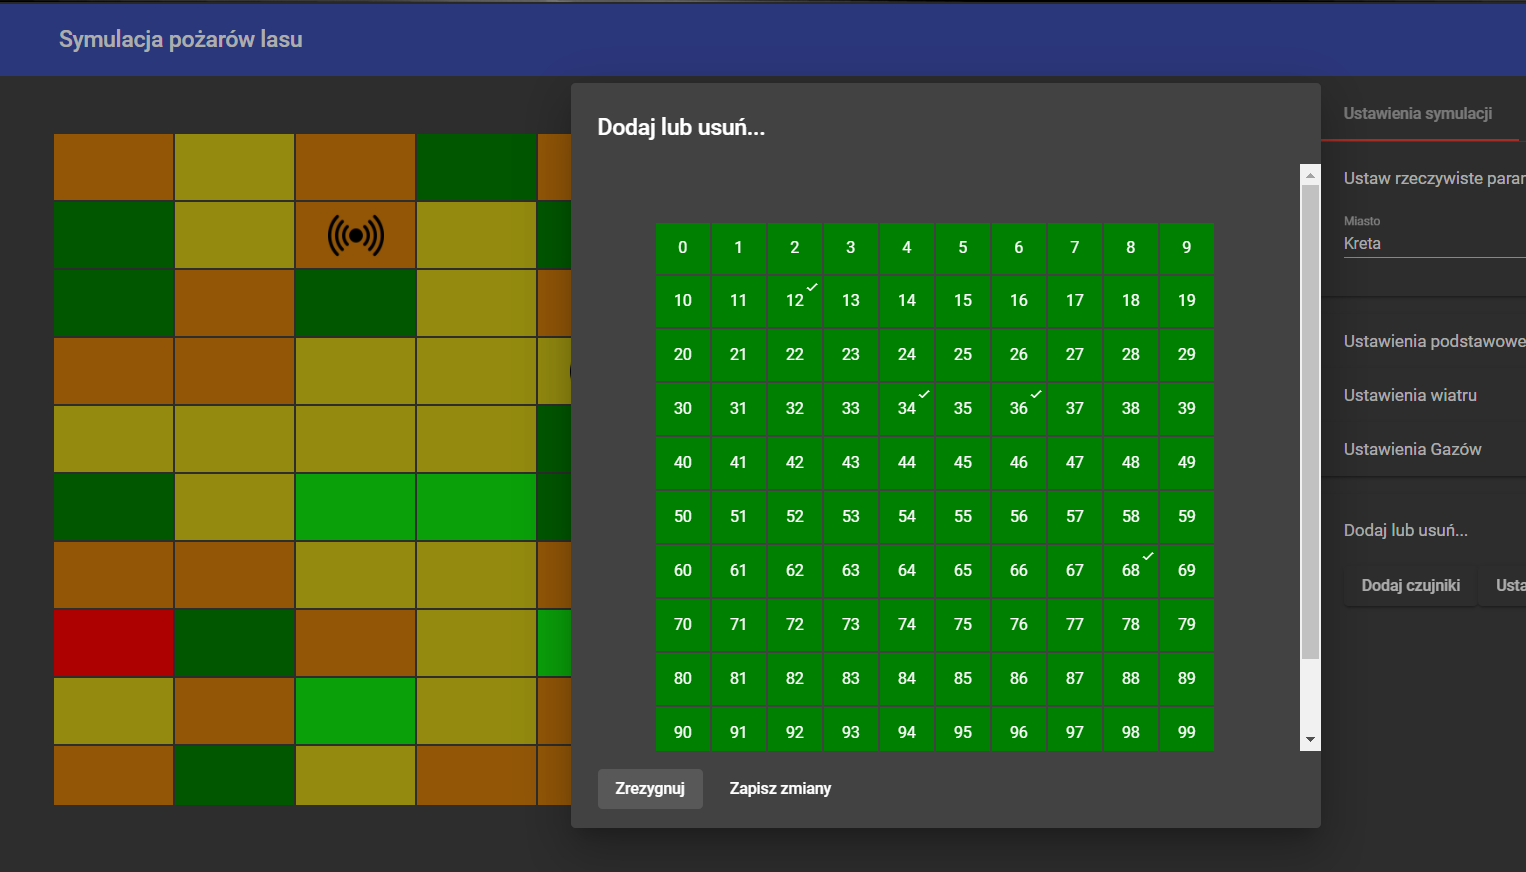 Symulacja pożarów lasu
Dodaj lub usuń...
0 1 2 3 4 5 6 7 8 9
10 11 12 13 14 15 16 17 18 19
20 21 22 23 24 25 26 27 28 29
30 31 32 33 34 35 36 37 38 39
40 41 42 43 44 45 46 47 48 49
50 51 52 53 54 55 56 57 58 59
60 61 62 63 64 65 66 67 68 69
70 71 72 73 74 75 76 77 78 79
80 81 82 83 84 85 86 87 88 89
90 91 92 93 94 95 96 97 98 99
Zrezygnuj Zapisz zmiany
Ustawienia symulacji
Ustaw rzeczywiste param
Miasto
Kreta
Ustawienia podstawowe
Ustawienia wiatru
Ustawienia Gazów
Dodaj lub usuń...
Dodaj czujniki Usta